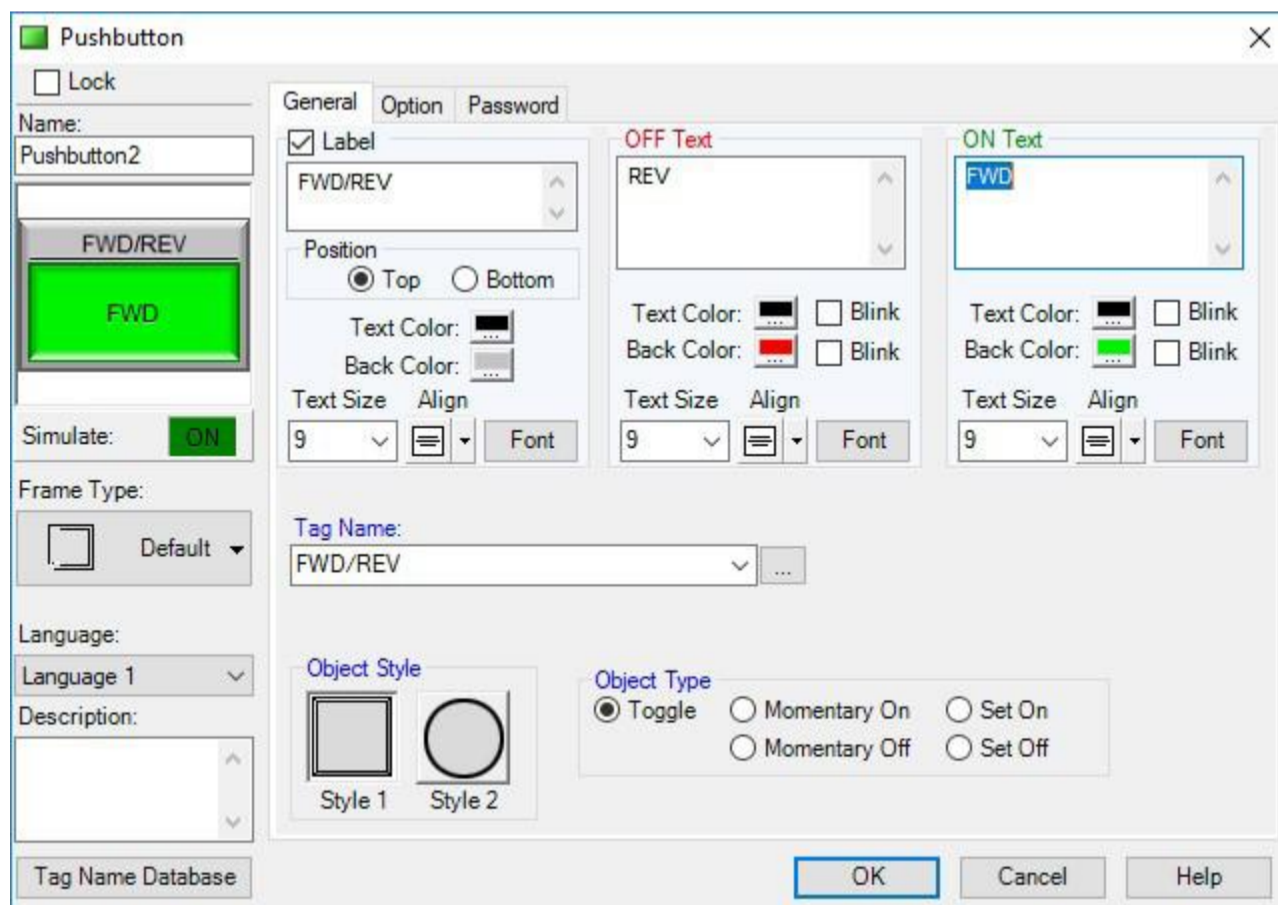 Pushbutton
Lock
Name:
Pushbutton2
FWD/REV
FWD
Simulate: ON
Frame Type:
Default
Language:
Language 1
Description:
Tag Name Database
General Option Password
Label
FWD/REV
Position
Top Bottom
Text Color: ...
Back Color: ...
Text Size Align
9 Font
OFF Text
REV
Text Color: ... Blink
Back Color: ... Blink
Text Size Align
9 Font
ON Text
FWD
Text Color: ... Blink
Back Color: ... Blink
Text Size Align
9 Font
Tag Name:
FWD/REV ...
Object Style
Style 1 Style 2
Object Type
Toggle Momentary On Set On
Momentary Off Set Off
OK Cancel Help